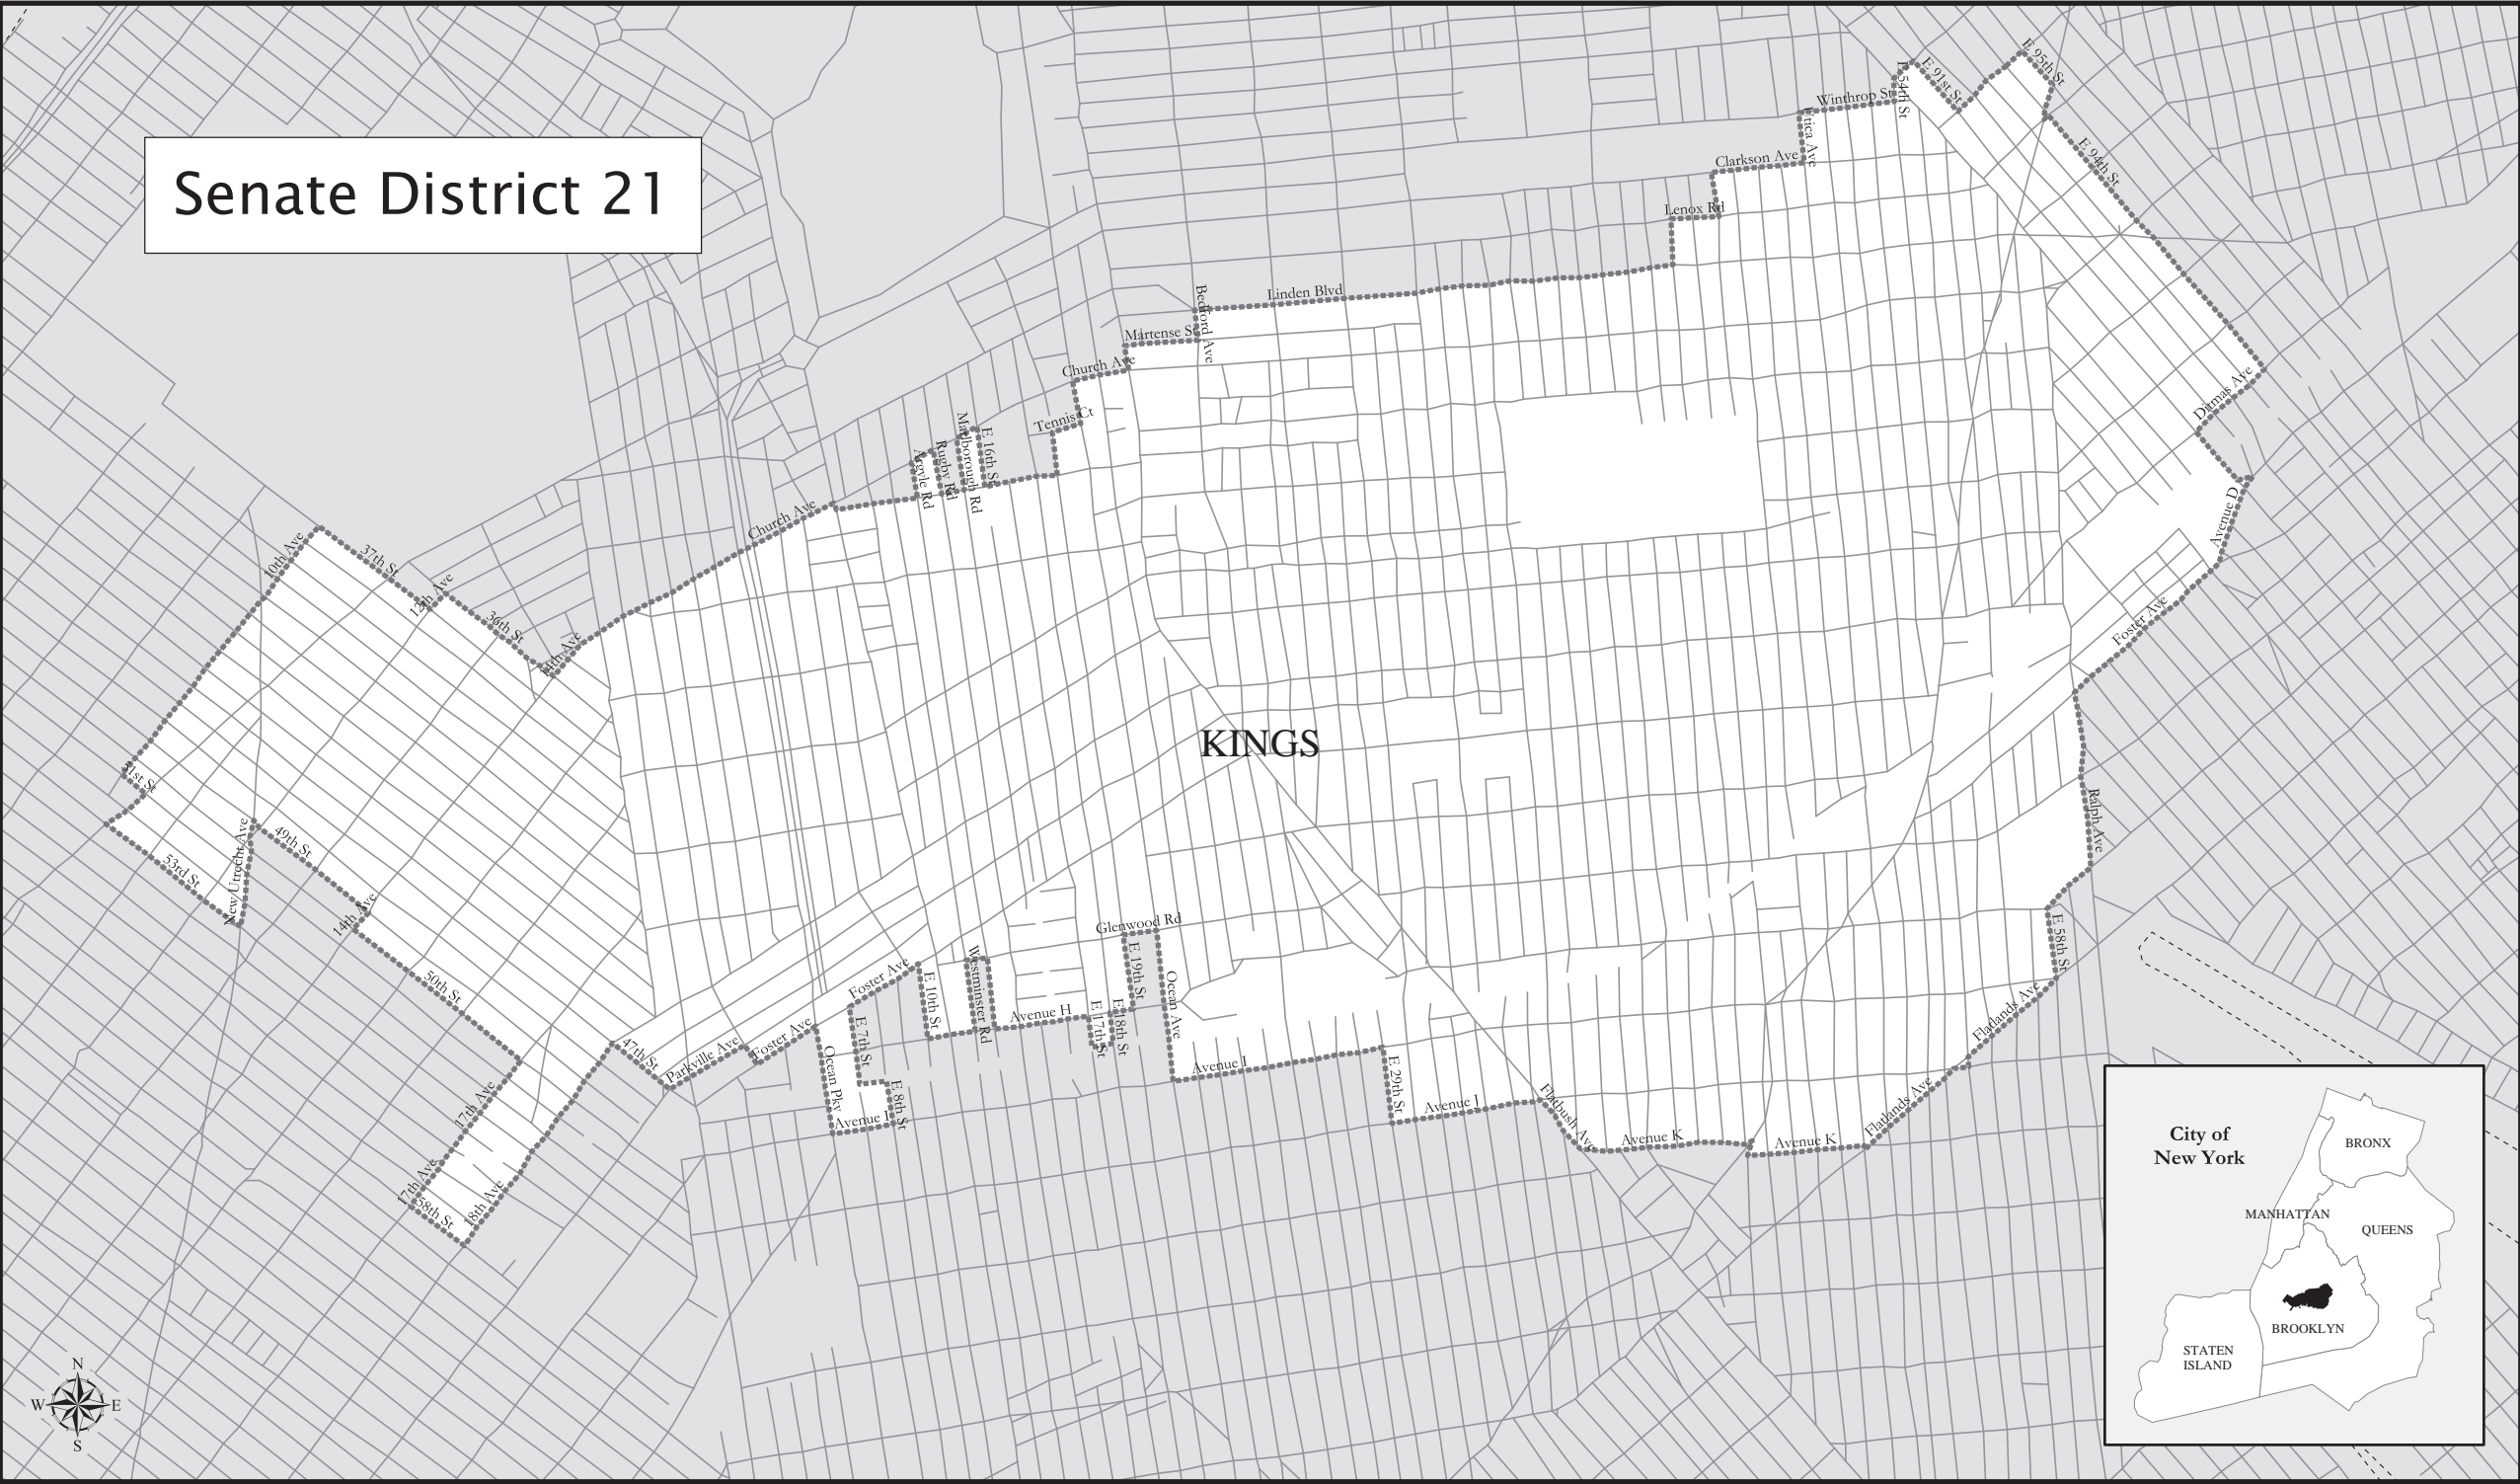 Senate District 21
E 95th St
E 54th St
E 91st St
Winthrop St
Utica Ave
Clarkson Ave
E 94th St
Lenox Rd
Linden Blvd
Bedford Ave
Martense St
Church Ave
Ditmas Ave
Tennis Ct
Marlborough Rd
E 16th St
Rugby Rd
Argyle Rd
Church Ave
Avenue D
10th Ave
37th St
12th Ave
36th St
14th Ave
Foster Ave
KINGS
51st St
Ralph Ave
New Utrecht Ave
49th St
53rd St
14th Ave
Glenwood Rd
E 58th St
50th St
Foster Ave
E 10th St
Westminster Rd
E 19th St
Ocean Ave
Avenue H
E 17th St
E 18th St
Flatlands Ave
47th St
Parkville Ave
Foster Ave
E 7th St
Ocean Pky
Avenue I
E 8th St
Avenue I
E 29th St
Avenue J
Flatbush Ave
Avenue K
Avenue K
Flatlands Ave
17th Ave
17th Ave
58th St
18th Ave
City of
New York
BRONX
MANHATTAN
QUEENS
BROOKLYN
STATEN
ISLAND
N
W
E
S